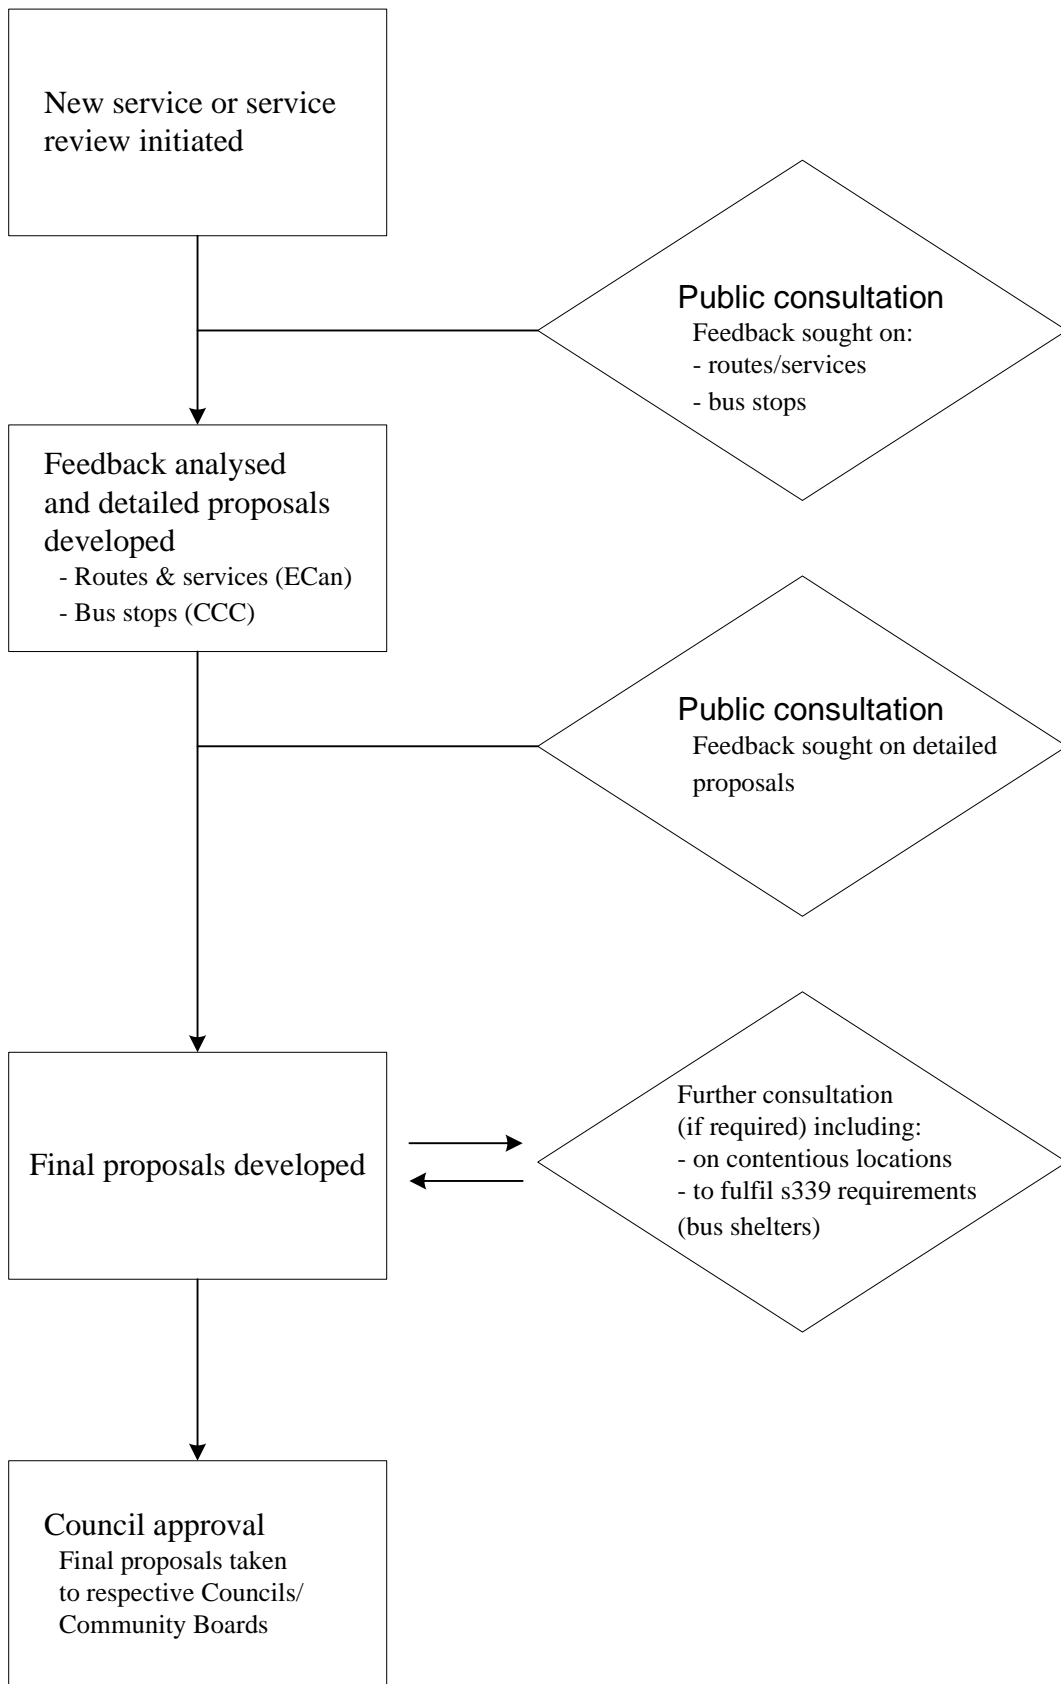 New service or service
review initiated
Public consultation
Feedback sought on:
- routes/services
- bus stops
Feedback analysed
and detailed proposals
developed
- Routes & services (ECan)
- Bus stops (CCC)
Public consultation
Feedback sought on detailed
proposals
Final proposals developed
Further consultation
(if required) including:
- on contentious locations
- to fulfil s339 requirements
(bus shelters)
Council approval
Final proposals taken
to respective Councils/
Community Boards